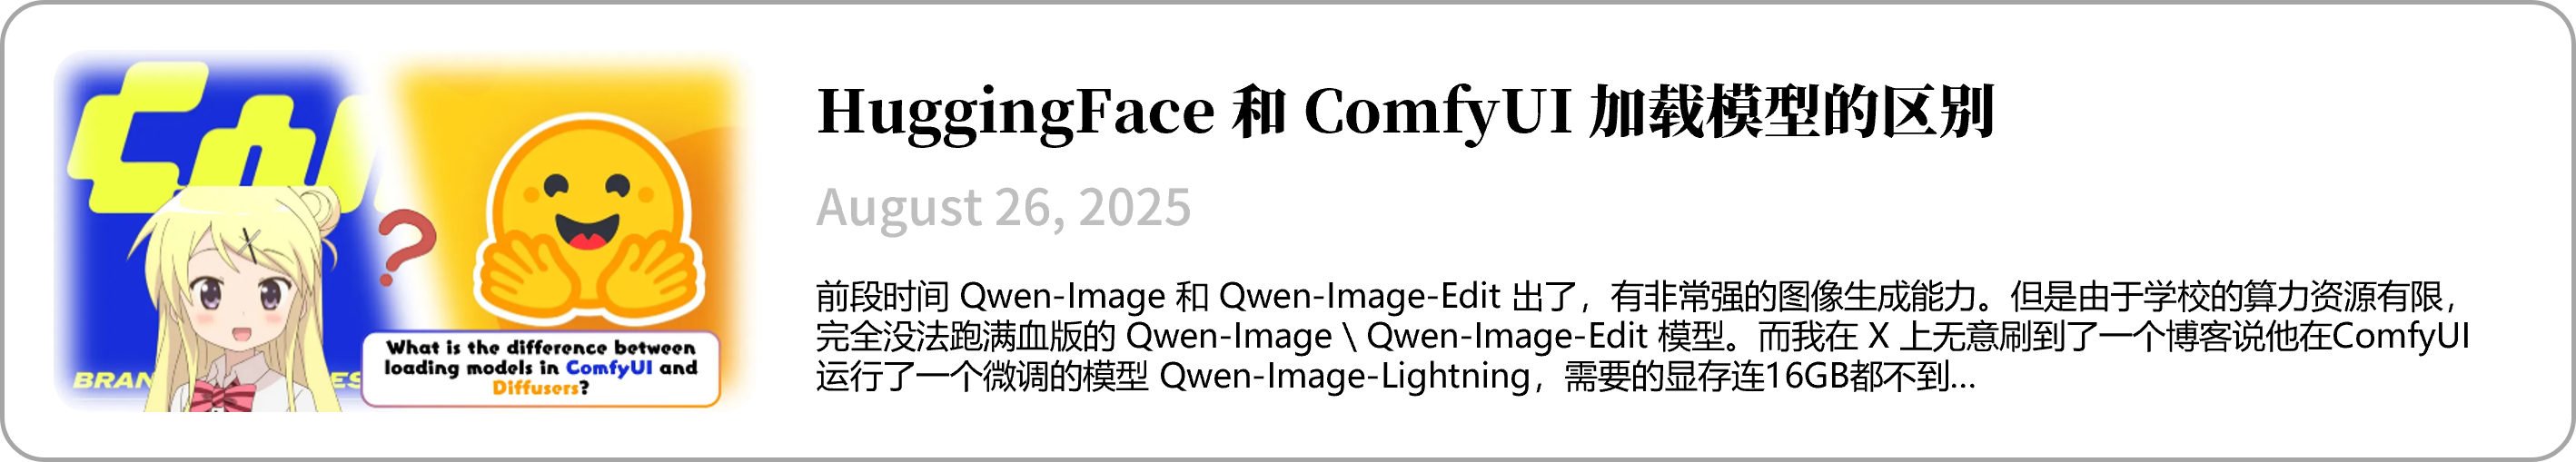 HuggingFace 和 ComfyUI 加载模型的区别
August 26, 2025
前段时间 Qwen-Image 和 Qwen-Image-Edit 出了，有非常强的图像生成能力。但是由于学校的算力资源有限，
完全没法跑满血版的 Qwen-Image \ Qwen-Image-Edit 模型。而我在 X 上无意刷到了一个博客说他在ComfyUI
运行了一个微调的模型 Qwen-Image-Lightning，需要的显存连16GB都不到...
?
What is the difference between
loading models in ComfyUI and
Diffusers?